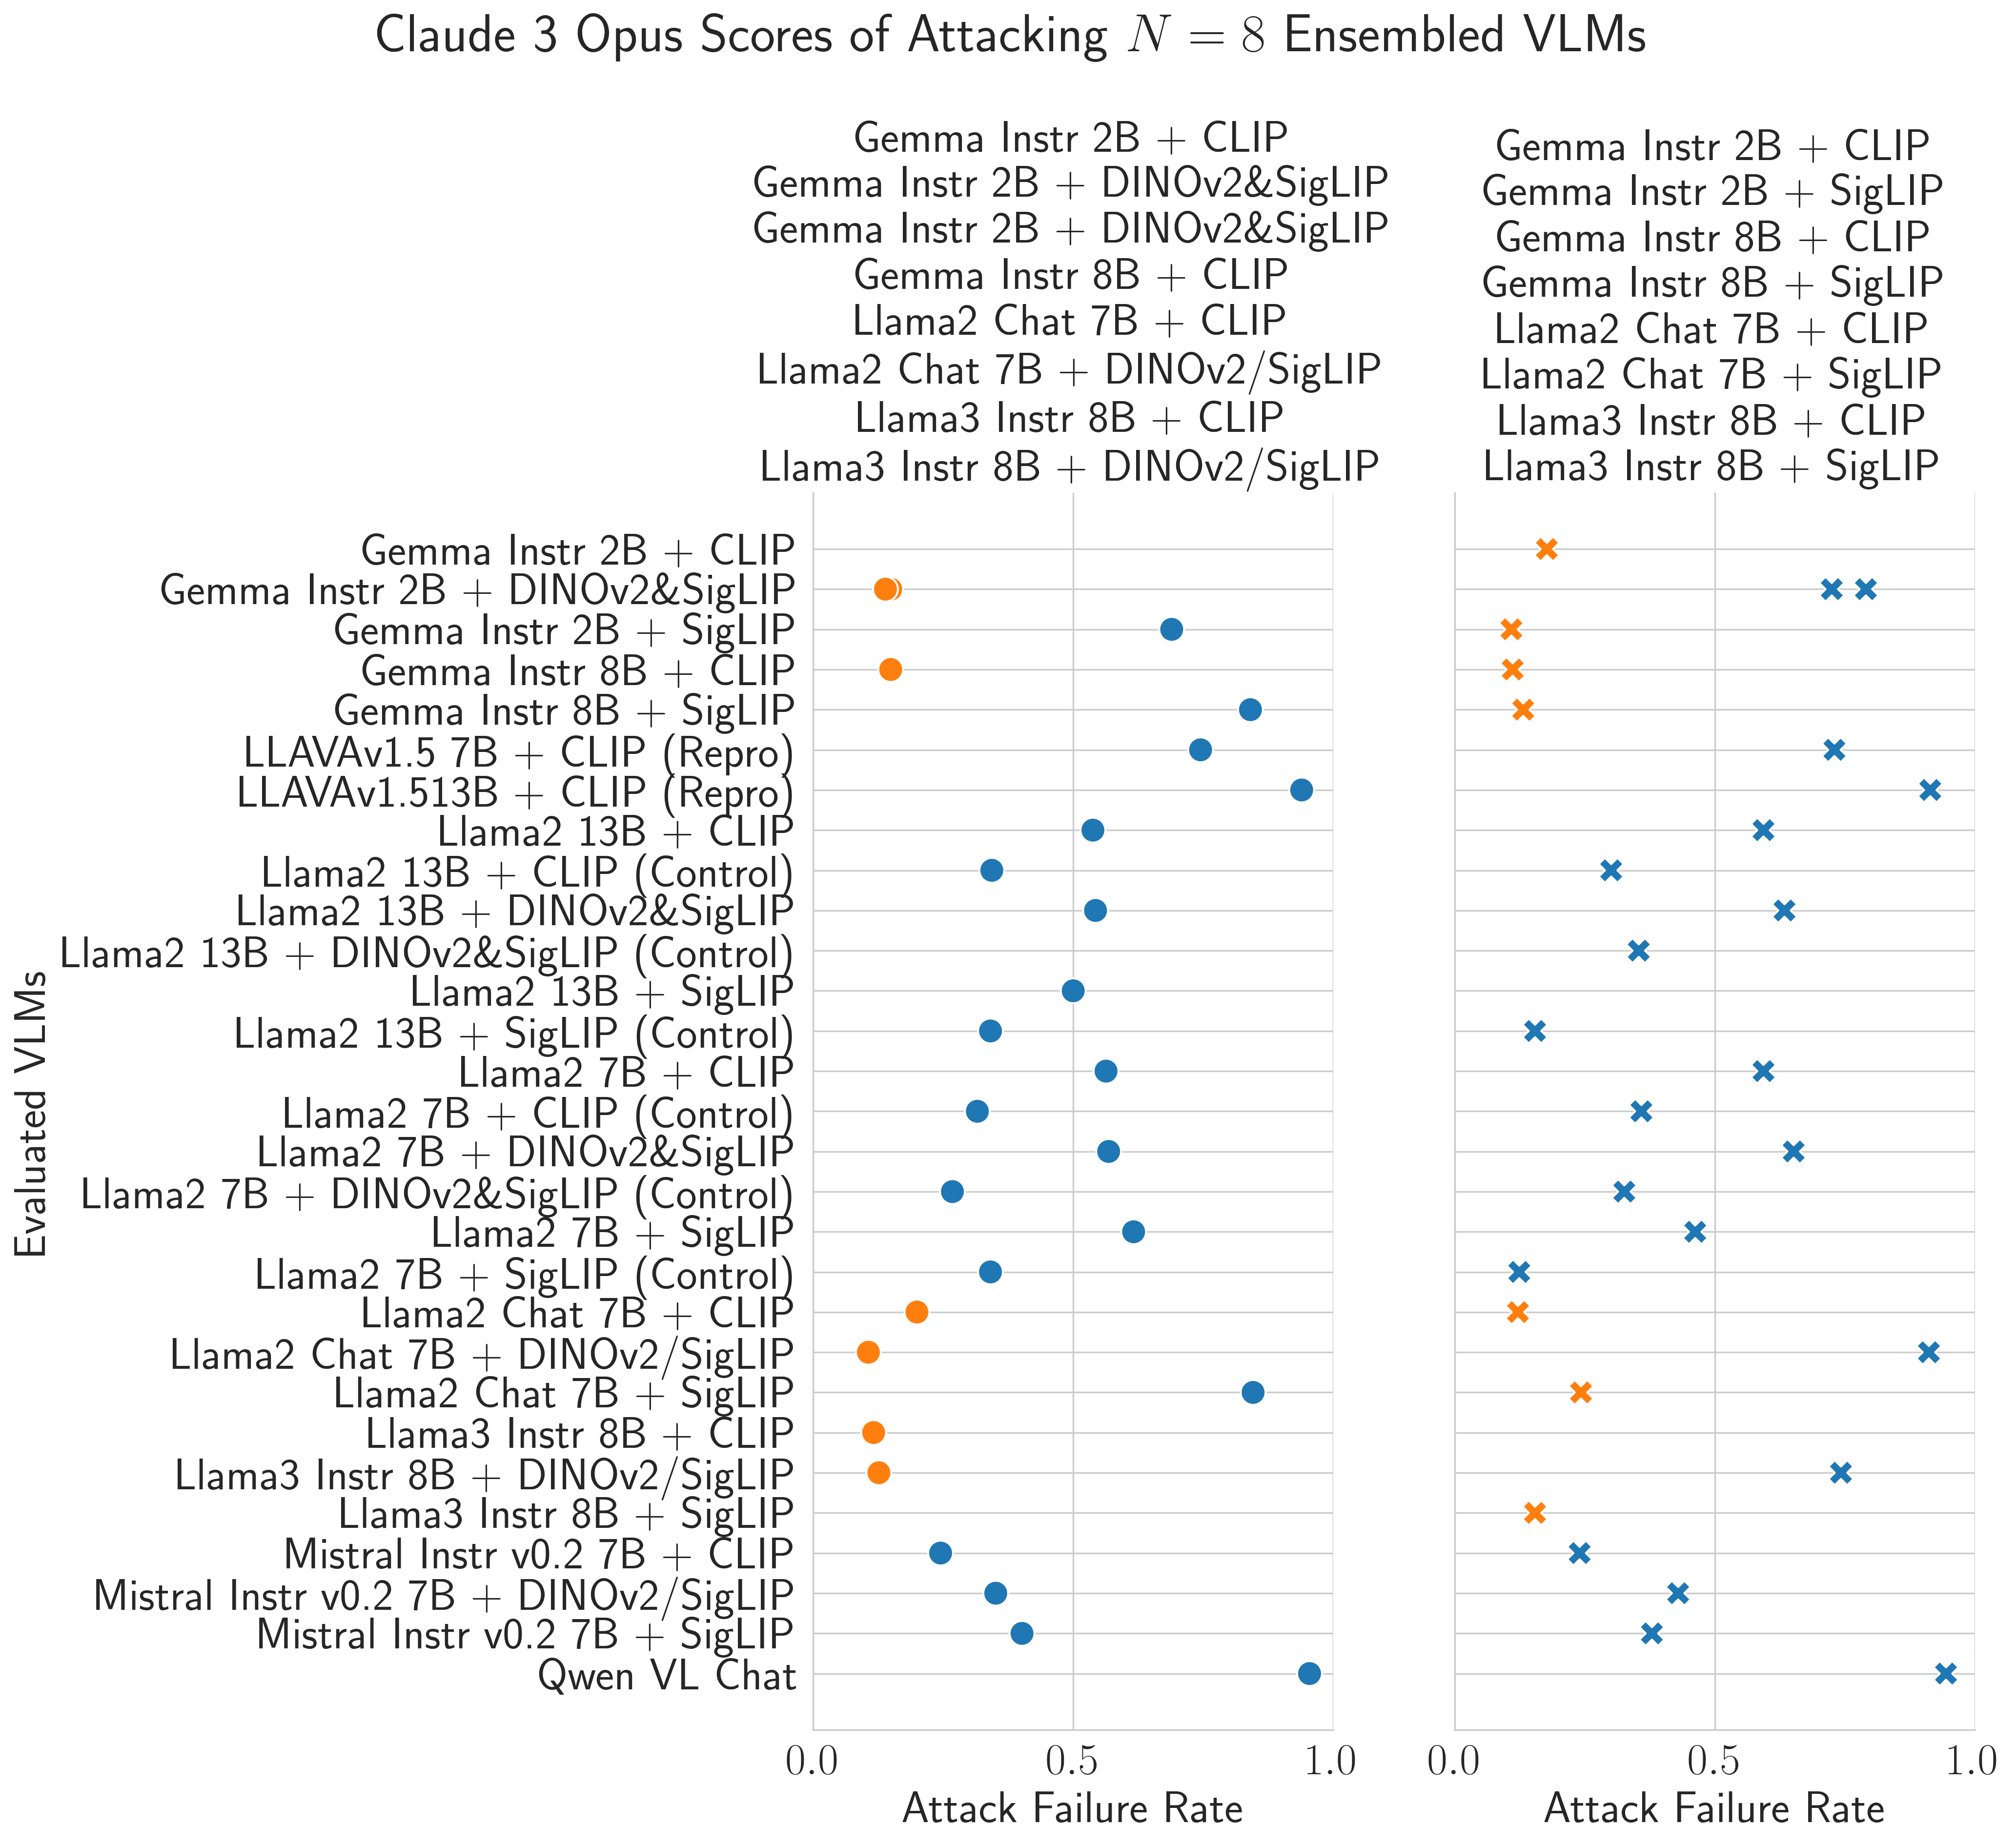 Claude 3 Opus Scores of Attacking N = 8 Ensembled VLMs
Gemma Instr 2B + CLIP
Gemma Instr 2B + DINOv2&SigLIP
Gemma Instr 2B + DINOv2&SigLIP
Gemma Instr 8B + CLIP
Llama2 Chat 7B + CLIP
Llama2 Chat 7B + DINOv2/SigLIP
Llama3 Instr 8B + CLIP
Llama3 Instr 8B + DINOv2/SigLIP
Gemma Instr 2B + CLIP
Gemma Instr 2B + SigLIP
Gemma Instr 8B + CLIP
Gemma Instr 8B + SigLIP
Llama2 Chat 7B + CLIP
Llama2 Chat 7B + SigLIP
Llama3 Instr 8B + CLIP
Llama3 Instr 8B + SigLIP
Evaluated VLMs
Gemma Instr 2B + CLIP
Gemma Instr 2B + DINOv2&SigLIP
Gemma Instr 2B + SigLIP
Gemma Instr 8B + CLIP
Gemma Instr 8B + SigLIP
LLAVAv1.5 7B + CLIP (Repro)
LLAVAv1.513B + CLIP (Repro)
Llama2 13B + CLIP
Llama2 13B + CLIP (Control)
Llama2 13B + DINOv2&SigLIP
Llama2 13B + DINOv2&SigLIP (Control)
Llama2 13B + SigLIP
Llama2 13B + SigLIP (Control)
Llama2 7B + CLIP
Llama2 7B + CLIP (Control)
Llama2 7B + DINOv2&SigLIP
Llama2 7B + DINOv2&SigLIP (Control)
Llama2 7B + SigLIP
Llama2 7B + SigLIP (Control)
Llama2 Chat 7B + CLIP
Llama2 Chat 7B + DINOv2/SigLIP
Llama2 Chat 7B + SigLIP
Llama3 Instr 8B + CLIP
Llama3 Instr 8B + DINOv2/SigLIP
Llama3 Instr 8B + SigLIP
Mistral Instr v0.2 7B + CLIP
Mistral Instr v0.2 7B + DINOv2/SigLIP
Mistral Instr v0.2 7B + SigLIP
Qwen VL Chat
0.0 0.5 1.0
Attack Failure Rate
0.0 0.5 1.0
Attack Failure Rate